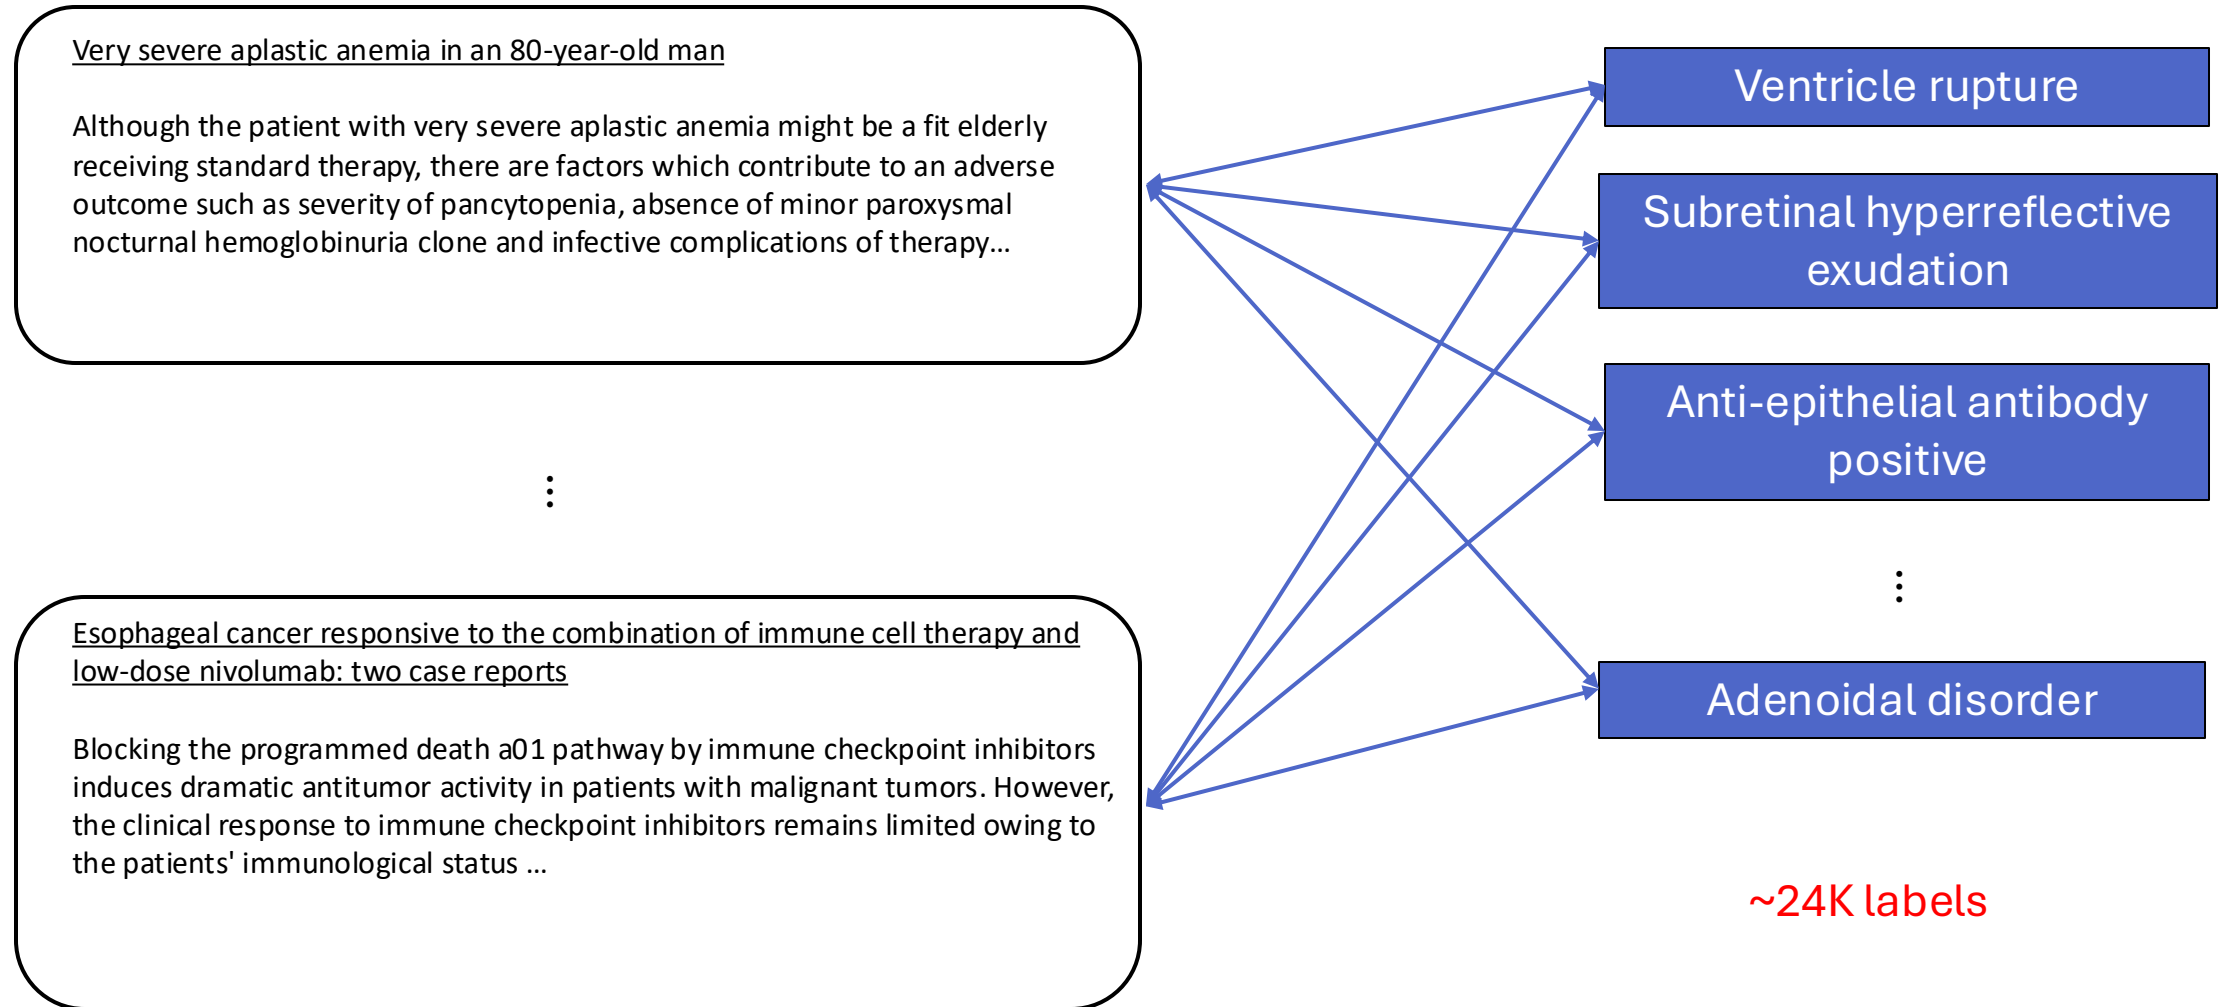 Very severe aplastic anemia in an 80-year-old man
Although the patient with very severe aplastic anemia might be a fit elderly
receiving standard therapy, there are factors which contribute to an adverse
outcome such as severity of pancytopenia, absence of minor paroxysmal
nocturnal hemoglobinuria clone and infective complications of therapy…
⋮
Esophageal cancer responsive to the combination of immune cell therapy and
low-dose nivolumab: two case reports
Blocking the programmed death a01 pathway by immune checkpoint inhibitors
induces dramatic antitumor activity in patients with malignant tumors. However,
the clinical response to immune checkpoint inhibitors remains limited owing to
the patients' immunological status …
Ventricle rupture
Subretinal hyperreflective
exudation
Anti-epithelial antibody
positive
⋮
Adenoidal disorder
~24K labels